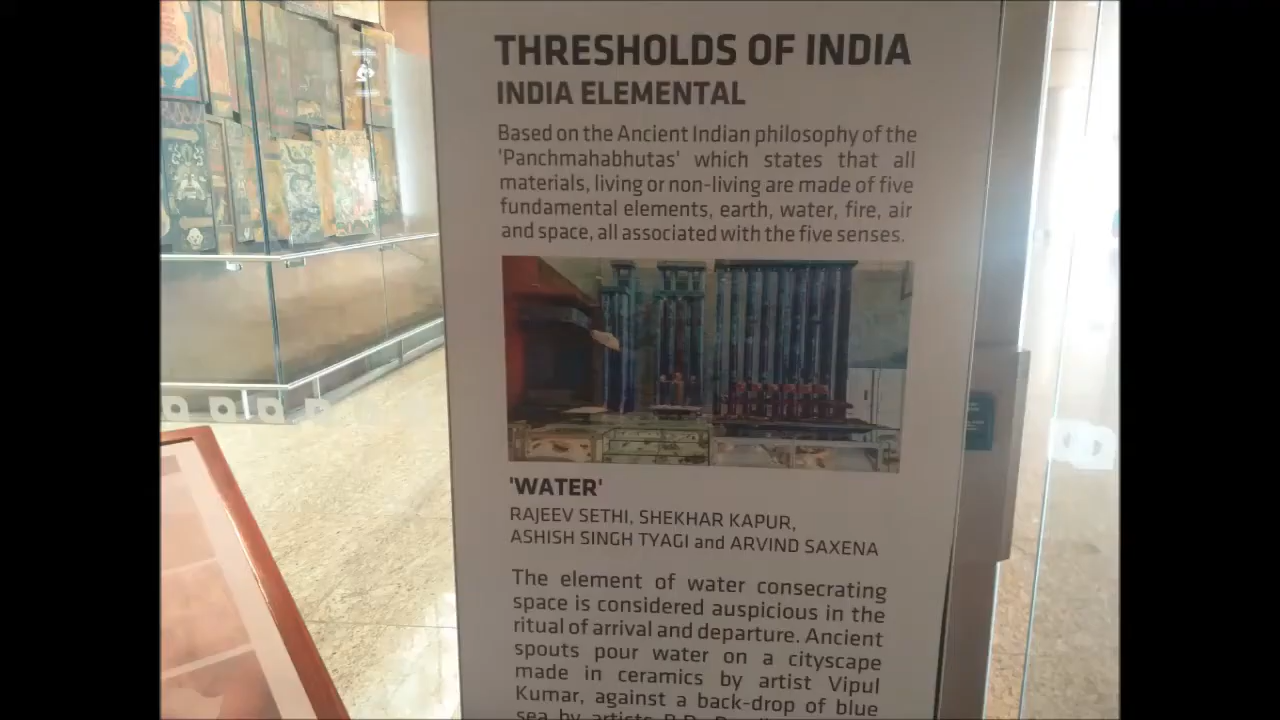 THRESHOLDS OF INDIA
INDIA ELEMENTAL
Based on the Ancient Indian philosophy of the
'Panchmahabhutas' which states that all
materials, living or non-living are made of five
fundamental elements, earth, water, fire, air
and space, all associated with the five senses.
'WATER'
RAJEEV SETHI, SHEKHAR KAPUR,
ASHISH SINGH TYAGI and ARVIND SAXENA
The element of water consecrating
space is considered auspicious in the
ritual of arrival and departure. Ancient
spouts pour water on a cityscape
made in ceramics by artist Vipul
Kumar, against a back-drop of blue
sea by artists